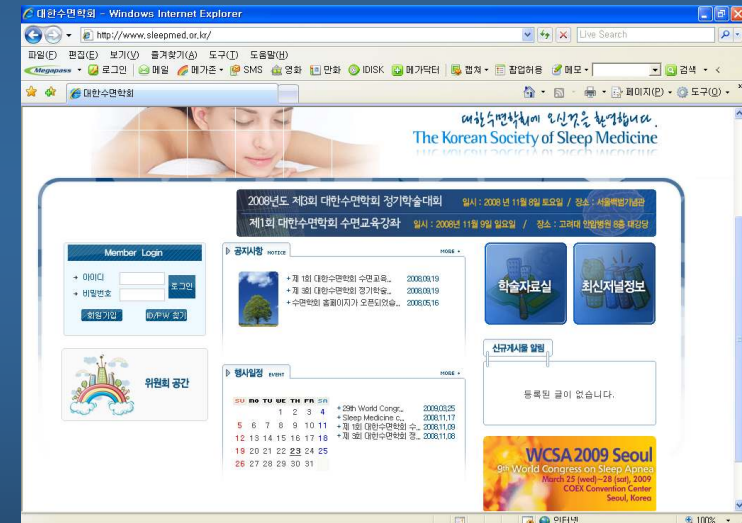 대한수면학회 - Windows Internet Explorer
http://www.sleepmed.or.kr/
Live Search
파일(F) 편집(E) 보기(V) 즐겨찾기(A) 도구(T) 도움말(H)
Megapass 로그인 메일 메가존 SMS 영화 만화 IDISK 메가닥터 캡쳐 팝업허용 메모 검색
대한수면학회 페이지(P) 도구(O)
대한수면학회에 오신것을 환영합니다.
The Korean Society of Sleep Medicine
2008년도 제3회 대한수면학회 정기학술대회 일시 : 2008 년 11월 8일 토요일 / 장소 : 서울백범기념관
제1회 대한수면학회 수면교육강좌 일시 : 2008년 11월 9일 일요일 / 장소 : 고려대 안암병원 8층 대강당
Member Login
아이디
비밀번호
로그인
회원가입 ID/PW 찾기
위원회 공간
공지사항 NOTICE MORE
+ 제 1회 대한수면학회 수면교육... 2008.09.19
+ 제 3회 대한수면학회 정기학술... 2008.09.19
+ 수면학회 홈페이지가 오픈되었습... 2008.05.16
행사일정 EVENT MORE
SU MO TU WE TH FR SA
1 2 3 4
5 6 7 8 9 10 11
12 13 14 15 16 17 18
19 20 21 22 23 24 25
26 27 28 29 30 31
+ 29th World Congr... 2009.03.25
+ Sleep Medicine c... 2008.11.17
+ 제 1회 대한수면학회 수... 2008.11.09
+ 제 3회 대한수면학회 정... 2008.11.08
학술자료실
최신저널정보
신규게시물 알림
등록된 글이 없습니다.
WCSA 2009 Seoul
9th World Congress on Sleep Apnea
March 25 (wed)~28 (sat), 2009
COEX Convention Center
Seoul, Korea
인터넷 100%